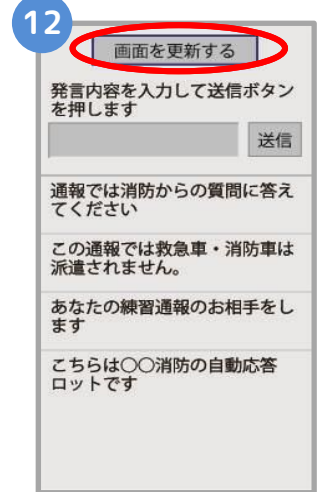 12
画面を更新する
発言内容を入力して送信ボタン
を押します
送信
通報では消防からの質問に答え
てください
この通報では救急車・消防車は
派遣されません。
あなたの練習通報のお相手をし
ます
こちらは〇〇消防の自動応答
ロットです